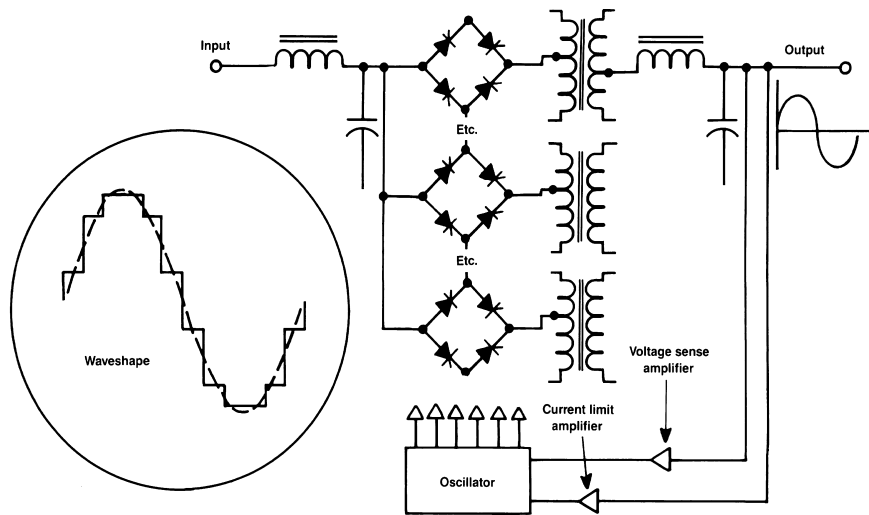 Input
Output
Etc.
Etc.
Waveshape
Voltage sense
amplifier
Current limit
amplifier
Oscillator